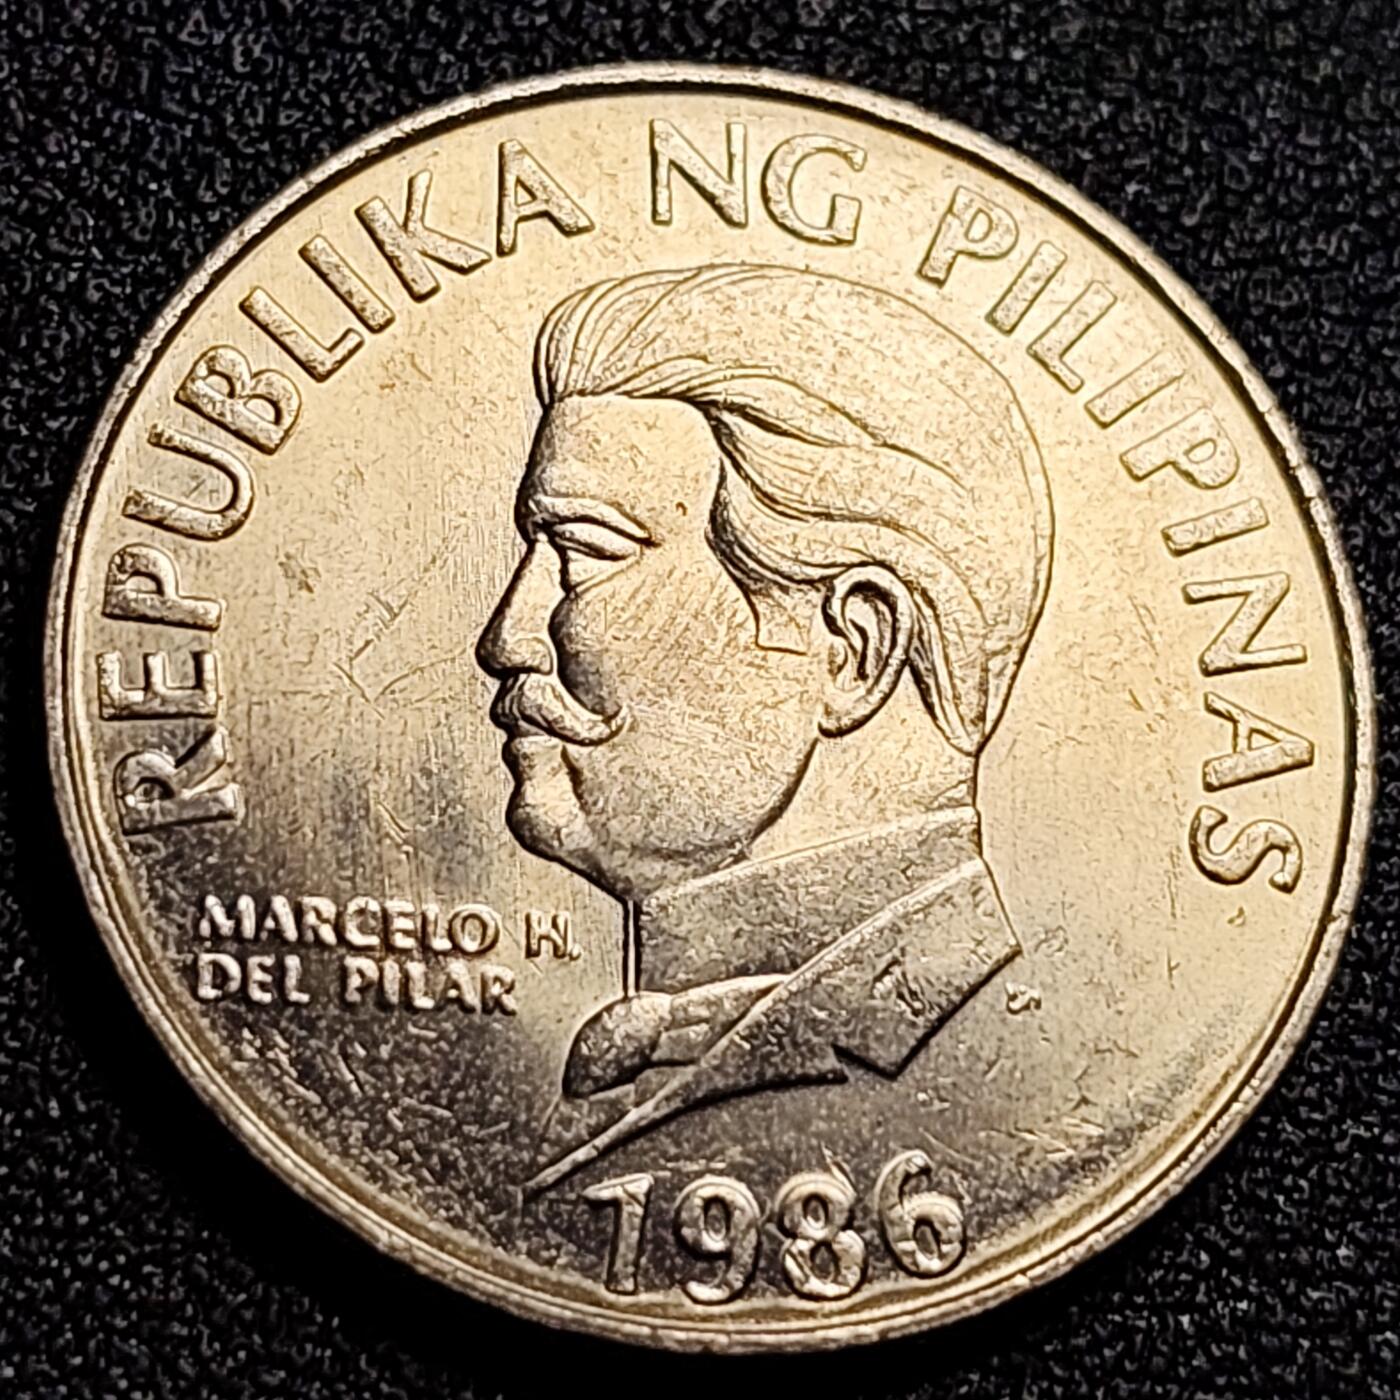 REPUBLIKA NG PILIPINAS
MARCELO H.
DEL PILAR
1986